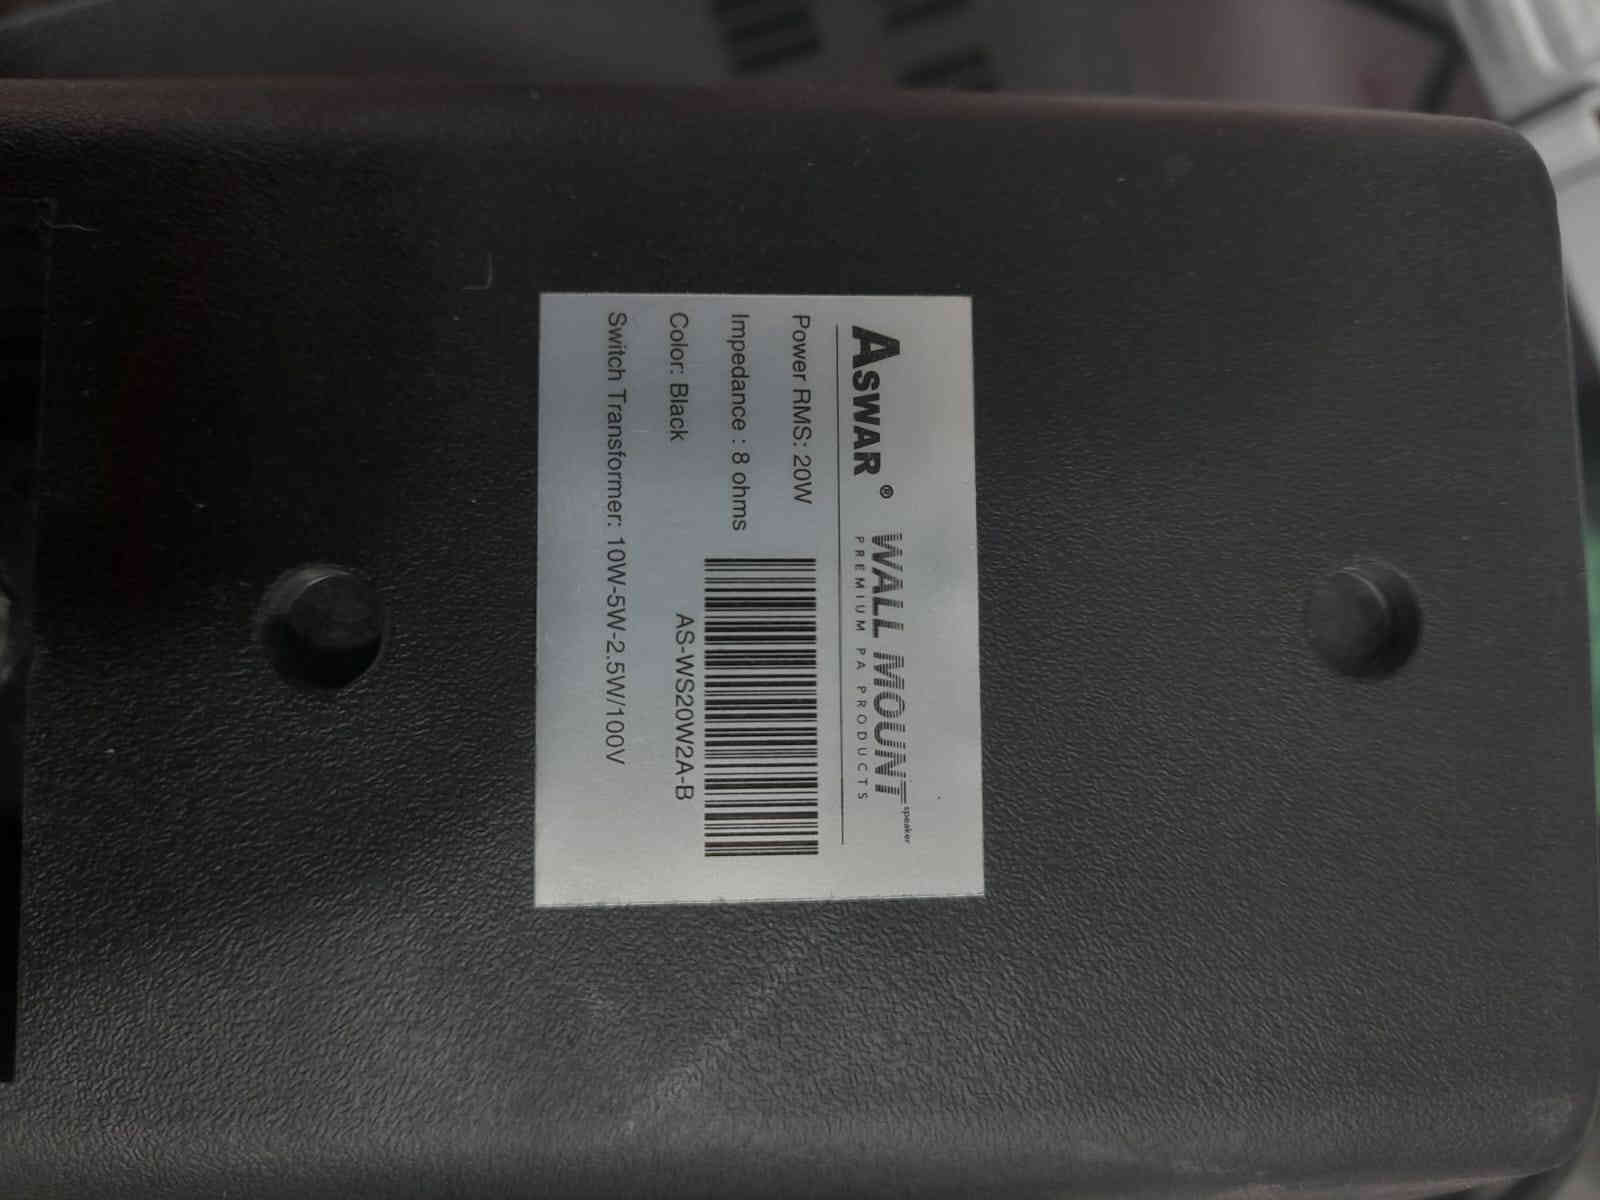 ASWAR ® WALL MOUNT speaker
PREMIUM PA PRODUCTS
Power RMS: 20W
Impedance : 8 ohms
Color: Black
AS-WS20W2A-B
Switch Transformer: 10W-5W-2.5W/100V